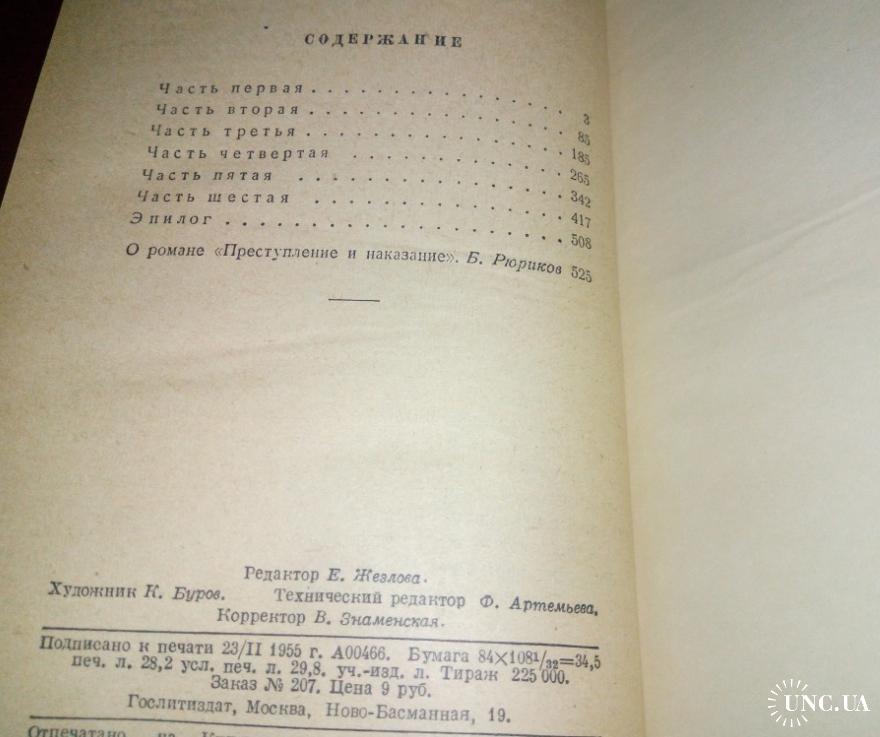 СОДЕРЖАНИЕ
Часть первая . . . . . . . . . . . . . . . 3
Часть вторая . . . . . . . . . . . . . . . 85
Часть третья . . . . . . . . . . . . . . . 185
Часть четвертая . . . . . . . . . . . . . 265
Часть пятая . . . . . . . . . . . . . . . 342
Часть шестая . . . . . . . . . . . . . . 417
Эпилог . . . . . . . . . . . . . . . . . . 508
О романе «Преступление и наказание». Б. Рюриков 525
Редактор Е. Жезлова.
Художник К. Буров. Технический редактор Ф. Артемьева.
Корректор В. Знаменская.
Подписано к печати 23/II 1955 г. А00466. Бумага 84×108¹/₃₂=34,5
печ. л. 28,2 усл. печ. л. 29,8. уч.-изд. л. Тираж 225 000.
Заказ № 207. Цена 9 руб.
Гослитиздат, Москва, Ново-Басманная, 19.
Отпечатано
UNC.UA